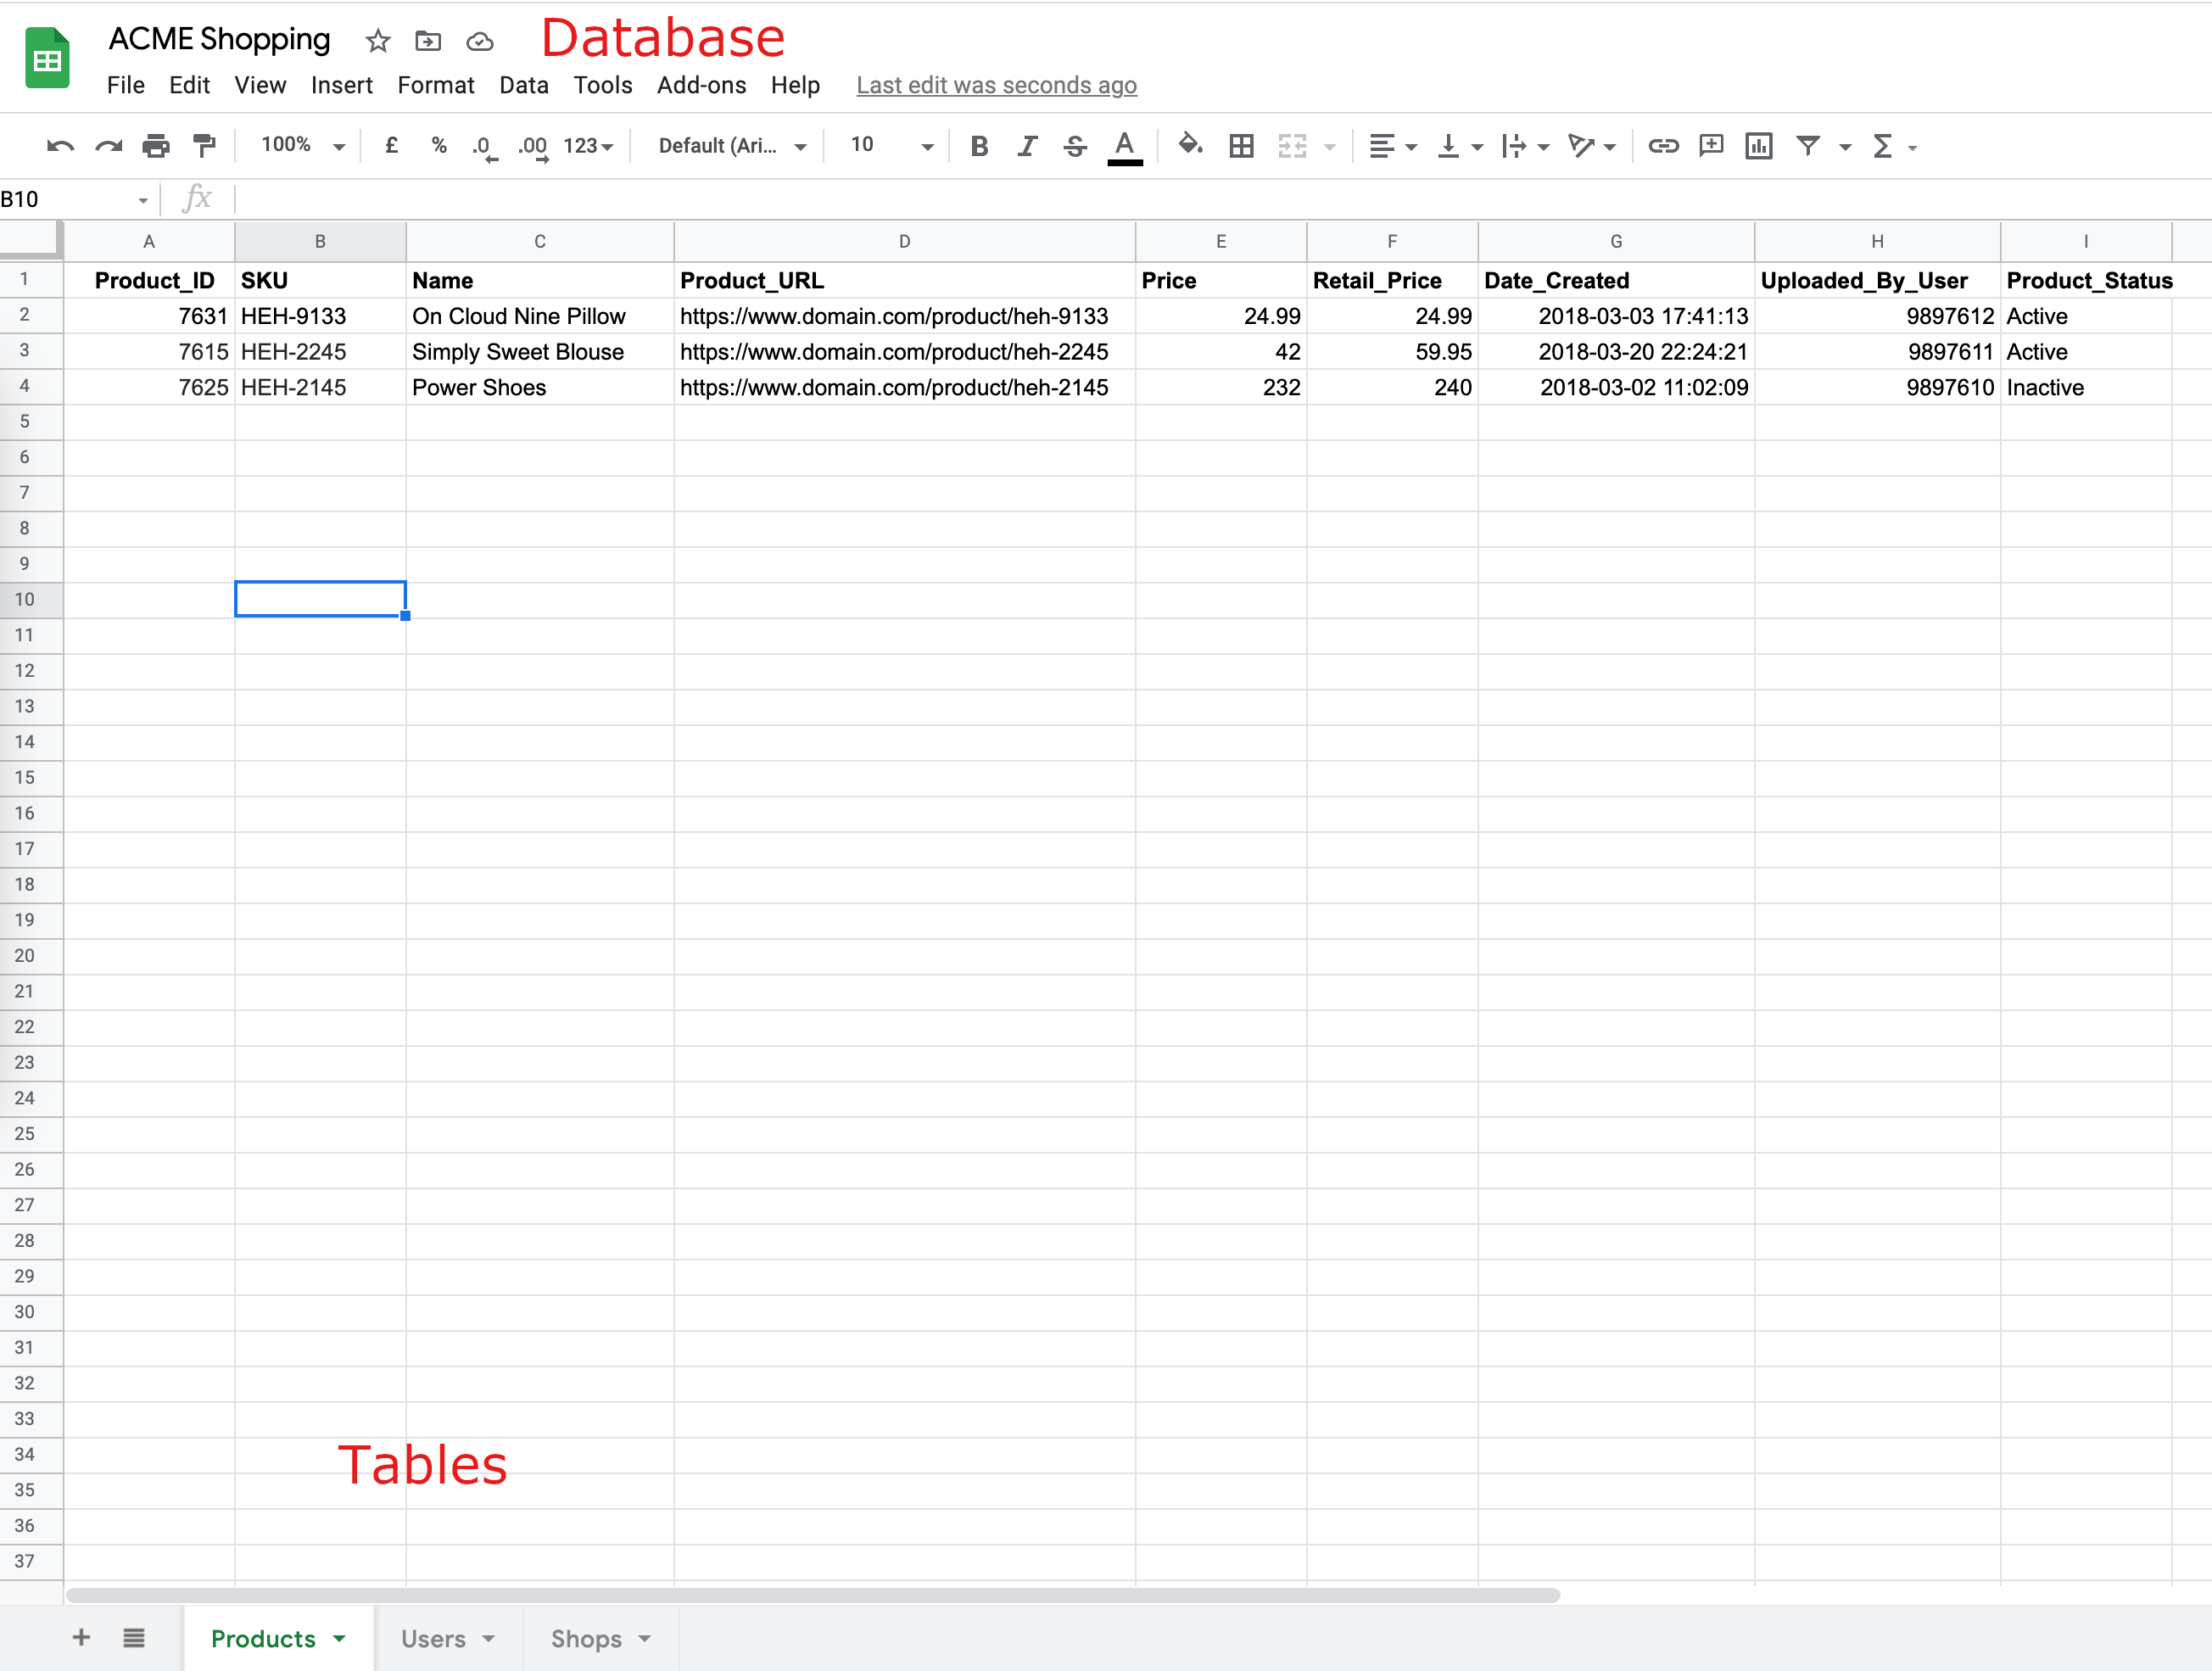 ACME Shopping Database
File Edit View Insert Format Data Tools Add-ons Help Last edit was seconds ago
100% £ % .0 .00 123 Default (Ari... 10 B I S A
B10 fx
A B C D E F G H I
1 Product_ID SKU Name Product_URL Price Retail_Price Date_Created Uploaded_By_User Product_Status
2 7631 HEH-9133 On Cloud Nine Pillow https://www.domain.com/product/heh-9133 24.99 24.99 2018-03-03 17:41:13 9897612 Active
3 7615 HEH-2245 Simply Sweet Blouse https://www.domain.com/product/heh-2245 42 59.95 2018-03-20 22:24:21 9897611 Active
4 7625 HEH-2145 Power Shoes https://www.domain.com/product/heh-2145 232 240 2018-03-02 11:02:09 9897610 Inactive
5
6
7
8
9
10
11
12
13
14
15
16
17
18
19
20
21
22
23
24
25
26
27
28
29
30
31
32
33
34 Tables
35
36
37
+ Products Users Shops